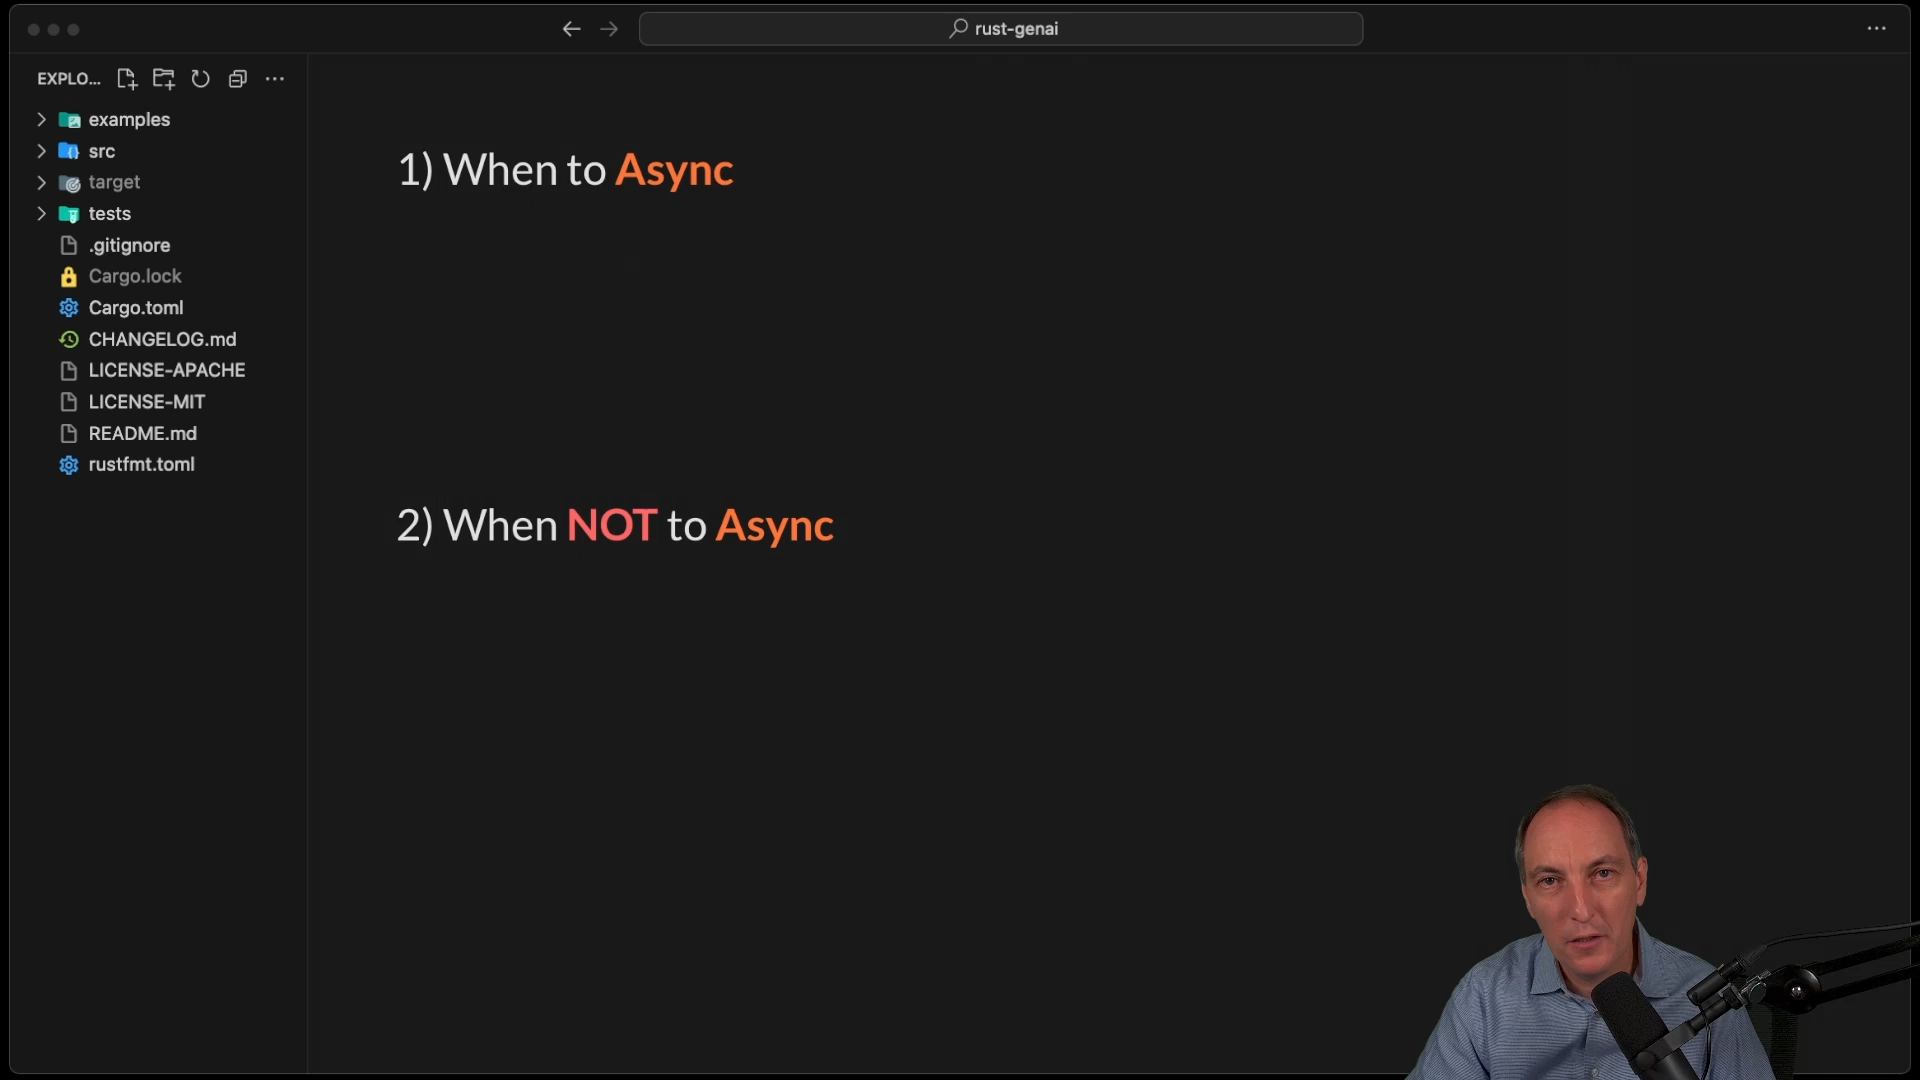 rust-genai
EXPLO...
examples
src
target
tests
.gitignore
Cargo.lock
Cargo.toml
CHANGELOG.md
LICENSE-APACHE
LICENSE-MIT
README.md
rustfmt.toml
1) When to Async
2) When NOT to Async